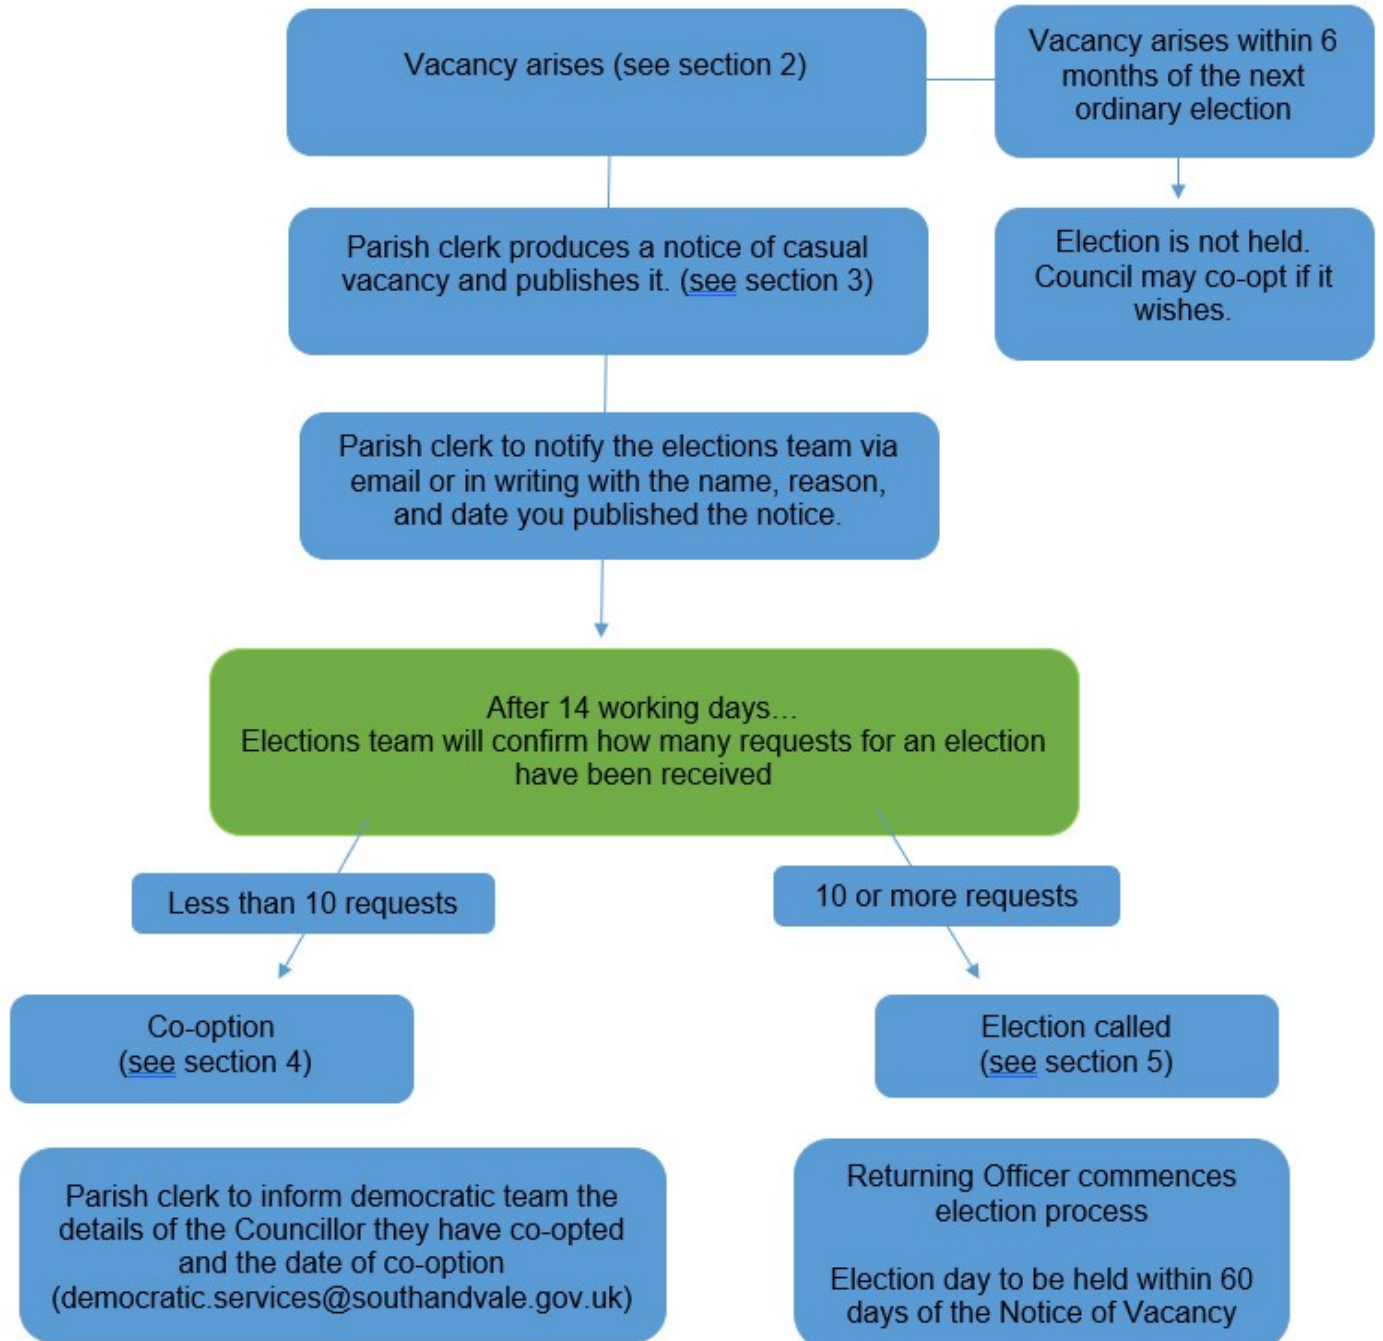 Vacancy arises (see section 2)
Vacancy arises within 6
months of the next
ordinary election
Parish clerk produces a notice of casual
vacancy and publishes it. (see section 3)
Election is not held.
Council may co-opt if it
wishes.
Parish clerk to notify the elections team via
email or in writing with the name, reason,
and date you published the notice.
After 14 working days…
Elections team will confirm how many requests for an election
have been received
Less than 10 requests
10 or more requests
Co-option
(see section 4)
Election called
(see section 5)
Parish clerk to inform democratic team the
details of the Councillor they have co-opted
and the date of co-option
(democratic.services@southandvale.gov.uk)
Returning Officer commences
election process
Election day to be held within 60
days of the Notice of Vacancy